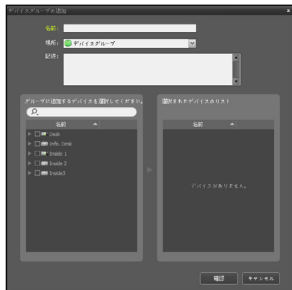 デバイスグループの追加
名前:
場所: デバイスグループ
記述:
グループに追加するデバイスを選択してください。
名前
Desk
Info. Desk
Inside 1
Inside 2
Inside3
選択されたデバイスのリスト
名前
デバイスがありません。
確認
キャンセル